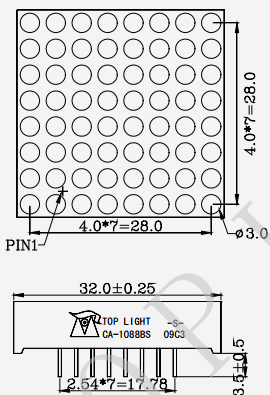 4.0*7=28.0
4.0*7=28.0
ø3.0
PIN1
32.0±0.25
TOP LIGHT -S-
CA-1088BS 09C3
2.54*7=17.78
3.5±0.5